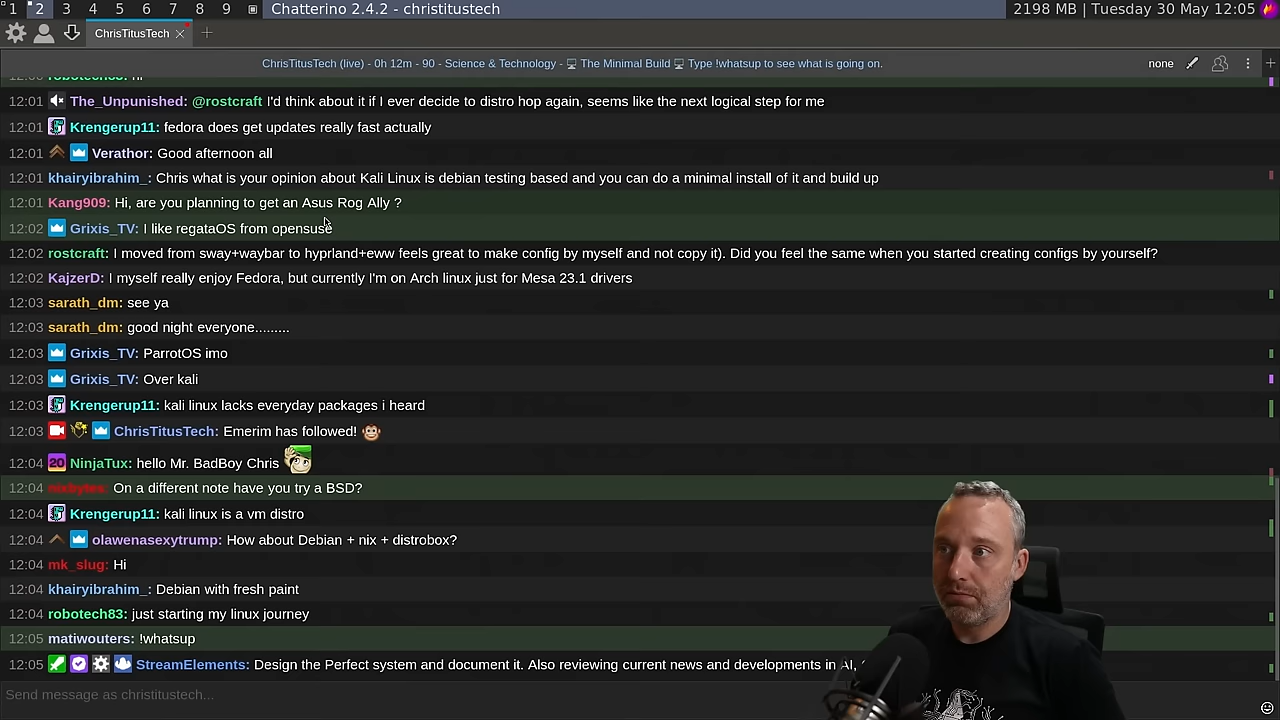 1 2 3 4 5 6 7 8 9 Chatterino 2.4.2 - christitustech 2198 MB | Tuesday 30 May 12:05
ChrisTitusTech
ChrisTitusTech (live) - 0h 12m - 90 - Science & Technology - 🖥️ The Minimal Build 🖥️ Type !whatsup to see what is going on. none
robotech83: hi
12:01 The_Unpunished: @rostcraft I'd think about it if I ever decide to distro hop again, seems like the next logical step for me
12:01 Krengerup11: fedora does get updates really fast actually
12:01 Verathor: Good afternoon all
12:01 khairyibrahim_: Chris what is your opinion about Kali Linux is debian testing based and you can do a minimal install of it and build up
12:01 Kang909: Hi, are you planning to get an Asus Rog Ally ?
12:02 Grixis_TV: I like regataOS from opensuse
12:02 rostcraft: I moved from sway+waybar to hyprland+eww feels great to make config by myself and not copy it). Did you feel the same when you started creating configs by yourself?
12:02 KajzerD: I myself really enjoy Fedora, but currently I'm on Arch linux just for Mesa 23.1 drivers
12:03 sarath_dm: see ya
12:03 sarath_dm: good night everyone.........
12:03 Grixis_TV: ParrotOS imo
12:03 Grixis_TV: Over kali
12:03 Krengerup11: kali linux lacks everyday packages i heard
12:03 ChrisTitusTech: Emerim has followed! 🐵
12:04 20 NinjaTux: hello Mr. BadBoy Chris
12:04 nixbytes: On a different note have you try a BSD?
12:04 Krengerup11: kali linux is a vm distro
12:04 olawenasexytrump: How about Debian + nix + distrobox?
12:04 mk_slug: Hi
12:04 khairyibrahim_: Debian with fresh paint
12:04 robotech83: just starting my linux journey
12:05 matiwouters: !whatsup
12:05 StreamElements: Design the Perfect system and document it. Also reviewing current news and developments in AI,
Send message as christitustech...